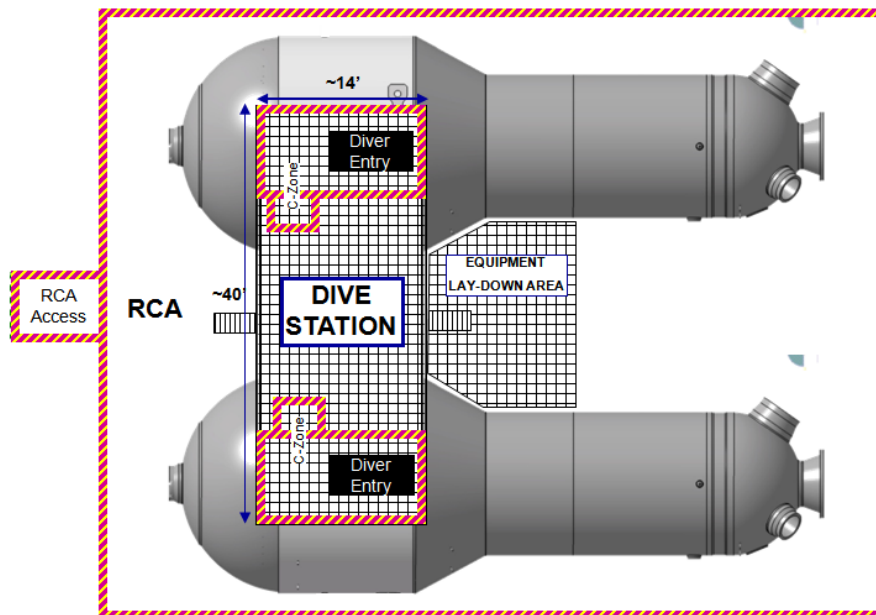 ~14’
Diver
Entry
C-Zone
EQUIPMENT
LAY-DOWN AREA
RCA
Access
RCA
~40’
DIVE
STATION
C-Zone
Diver
Entry